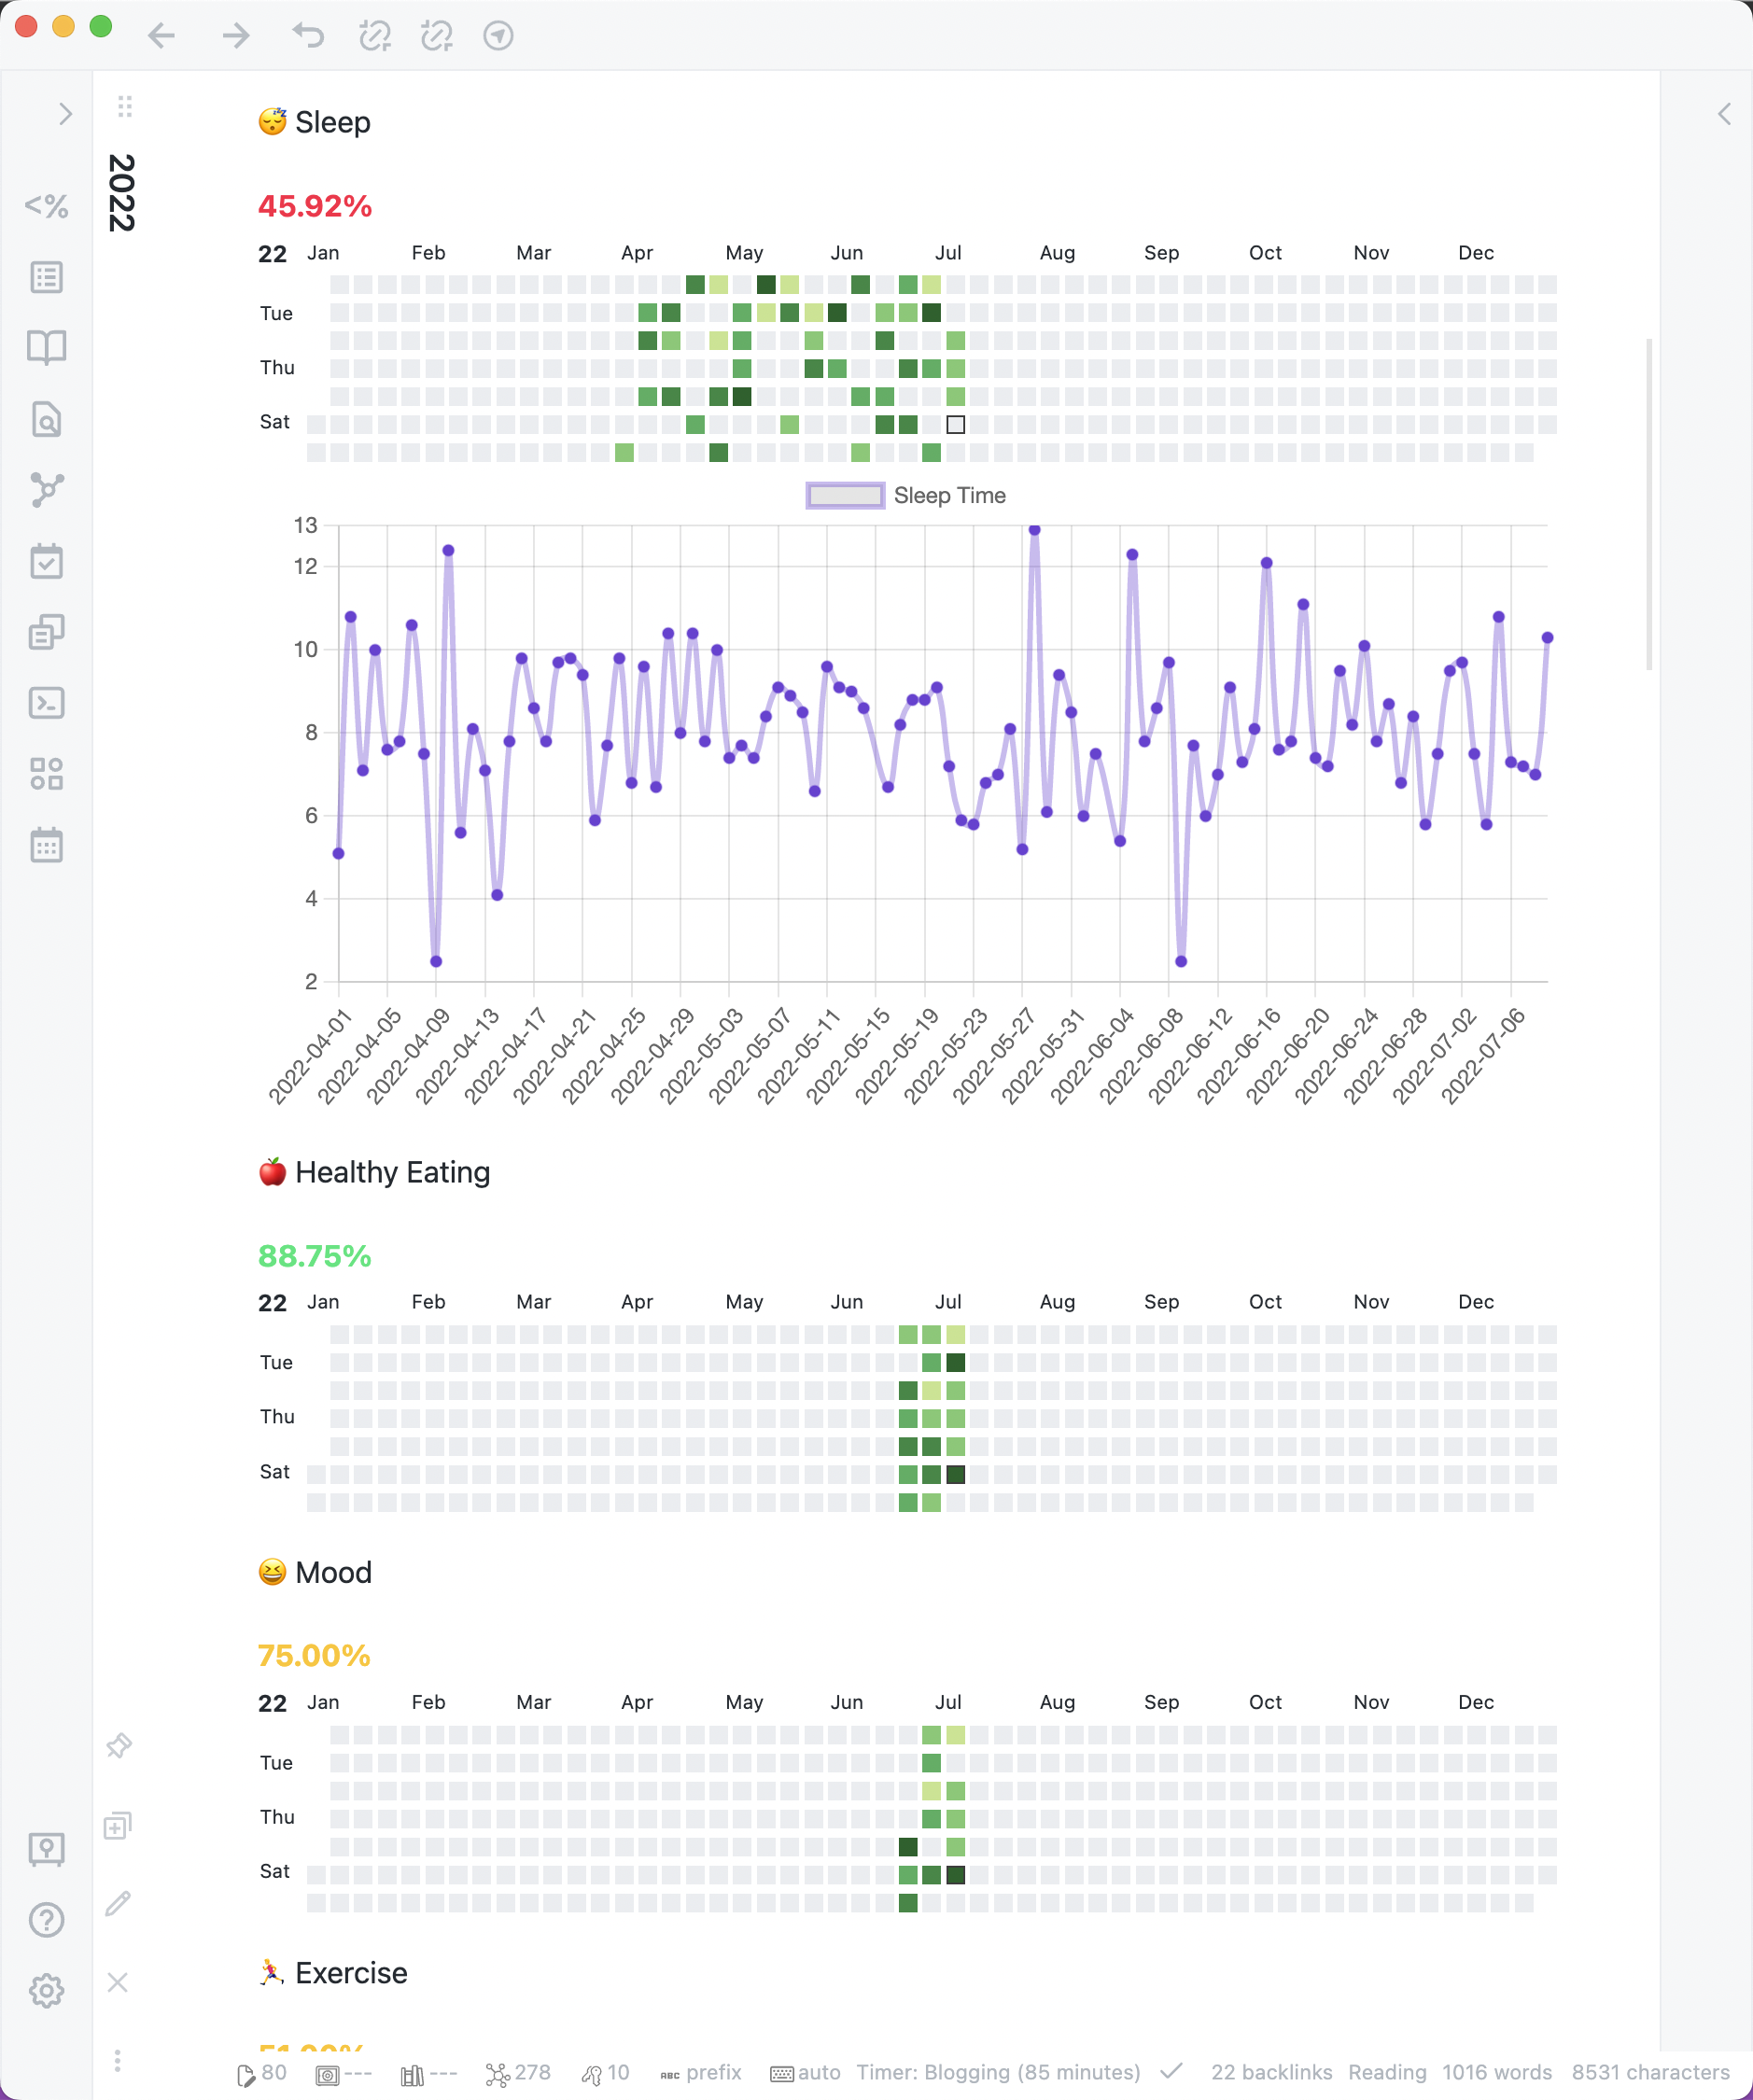 2022
<%
😴 Sleep
45.92%
22 Jan Feb Mar Apr May Jun Jul Aug Sep Oct Nov Dec
Tue
Thu
Sat
Sleep Time
13
12
10
8
6
4
2
2022-04-01 2022-04-05 2022-04-09 2022-04-13 2022-04-17 2022-04-21 2022-04-25 2022-04-29 2022-05-03 2022-05-07 2022-05-11 2022-05-15 2022-05-19 2022-05-23 2022-05-27 2022-05-31 2022-06-04 2022-06-08 2022-06-12 2022-06-16 2022-06-20 2022-06-24 2022-06-28 2022-07-02 2022-07-06
🍎 Healthy Eating
88.75%
22 Jan Feb Mar Apr May Jun Jul Aug Sep Oct Nov Dec
Tue
Thu
Sat
😆 Mood
75.00%
22 Jan Feb Mar Apr May Jun Jul Aug Sep Oct Nov Dec
Tue
Thu
Sat
🏃 Exercise
80 --- --- 278 10 ABC prefix auto Timer: Blogging (85 minutes) 22 backlinks Reading 1016 words 8531 characters